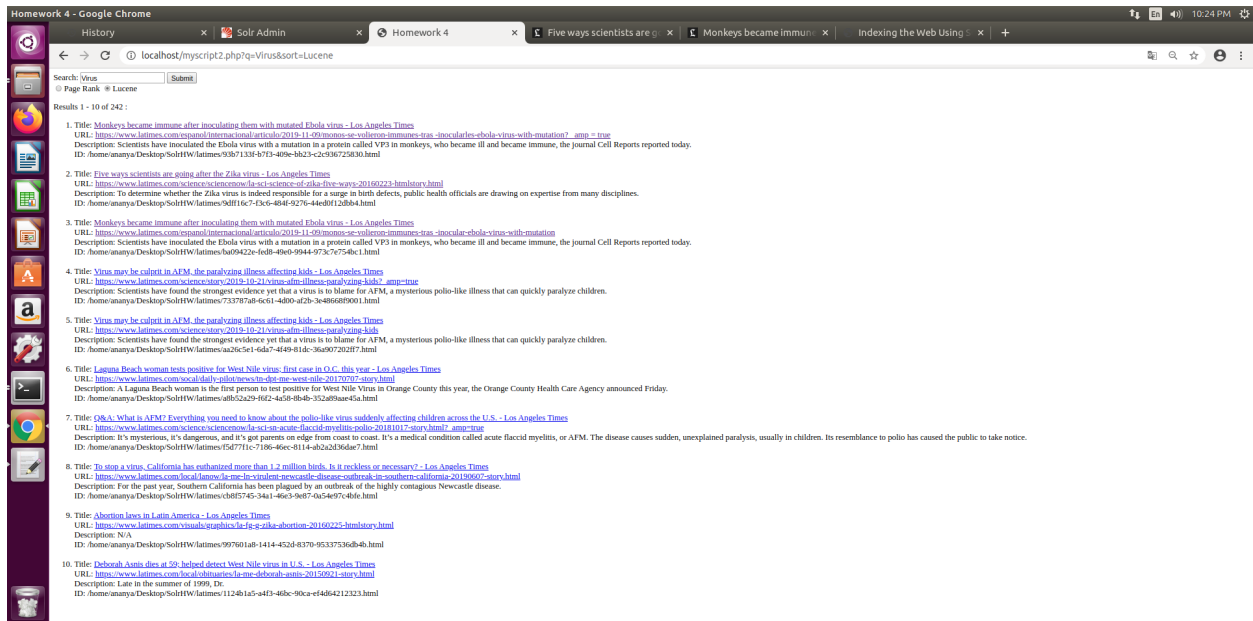 Homework 4 - Google Chrome
En
10:24 PM
History
Solr Admin
Homework 4
Five ways scientists are g
Monkeys became immun
Indexing the Web Using S
localhost/myscript2.php?q=Virus&sort=Lucene
Search: Virus Submit
Page Rank Lucene
Results 1 - 10 of 242 :
1. Title: Monkeys became immune after inoculating them with mutated Ebola virus - Los Angeles Times
URL: https://www.latimes.com/espanol/internacional/articulo/2019-11-09/monos-se-volieron-immunes-tras -inocularles-ebola-virus-with-mutation? _amp = true
Description: Scientists have inoculated the Ebola virus with a mutation in a protein called VP3 in monkeys, who became ill and became immune, the journal Cell Reports reported today.
ID: /home/ananya/Desktop/SolrHW/latimes/93b7133f-b7f3-409e-bb23-c2c936725830.html
2. Title: Five ways scientists are going after the Zika virus - Los Angeles Times
URL: https://www.latimes.com/science/sciencenow/la-sci-science-of-zika-five-ways-20160223-htmlstory.html
Description: To determine whether the Zika virus is indeed responsible for a surge in birth defects, public health officials are drawing on expertise from many disciplines.
ID: /home/ananya/Desktop/SolrHW/latimes/9dff16c7-f3c6-484f-9276-44ed0f12dbb4.html
3. Title: Monkeys became immune after inoculating them with mutated Ebola virus - Los Angeles Times
URL: https://www.latimes.com/espanol/internacional/articulo/2019-11-09/monos-se-volieron-immunes-tras -inocular-ebola-virus-with-mutation
Description: Scientists have inoculated the Ebola virus with a mutation in a protein called VP3 in monkeys, who became ill and became immune, the journal Cell Reports reported today.
ID: /home/ananya/Desktop/SolrHW/latimes/ba09422e-fed8-49e0-9944-973c7e754bc1.html
4. Title: Virus may be culprit in AFM, the paralyzing illness affecting kids - Los Angeles Times
URL: https://www.latimes.com/science/story/2019-10-21/virus-afm-illness-paralyzing-kids?_amp=true
Description: Scientists have found the strongest evidence yet that a virus is to blame for AFM, a mysterious polio-like illness that can quickly paralyze children.
ID: /home/ananya/Desktop/SolrHW/latimes/733787a8-6c61-4d00-af2b-3e48668f9001.html
5. Title: Virus may be culprit in AFM, the paralyzing illness affecting kids - Los Angeles Times
URL: https://www.latimes.com/science/story/2019-10-21/virus-afm-illness-paralyzing-kids
Description: Scientists have found the strongest evidence yet that a virus is to blame for AFM, a mysterious polio-like illness that can quickly paralyze children.
ID: /home/ananya/Desktop/SolrHW/latimes/aa26c5e1-6da7-4f49-81dc-36a907202ff7.html
6. Title: Laguna Beach woman tests positive for West Nile virus; first case in O.C. this year - Los Angeles Times
URL: https://www.latimes.com/socal/daily-pilot/news/tn-dpt-me-west-nile-20170707-story.html
Description: A Laguna Beach woman is the first person to test positive for West Nile Virus in Orange County this year, the Orange County Health Care Agency announced Friday.
ID: /home/ananya/Desktop/SolrHW/latimes/a8b52a29-f6f2-4a58-8b4b-352a89aae45a.html
7. Title: Q&A: What is AFM? Everything you need to know about the polio-like virus suddenly affecting children across the U.S. - Los Angeles Times
URL: https://www.latimes.com/science/sciencenow/la-sci-sn-acute-flaccid-myelitis-polio-20181017-story.html?_amp=true
Description: It’s mysterious, it’s dangerous, and it’s got parents on edge from coast to coast. It’s a medical condition called acute flaccid myelitis, or AFM. The disease causes sudden, unexplained paralysis, usually in children. Its resemblance to polio has caused the public to take notice.
ID: /home/ananya/Desktop/SolrHW/latimes/f5d77f1c-7186-46ec-8114-ab2a2d36dae7.html
8. Title: To stop a virus, California has euthanized more than 1.2 million birds. Is it reckless or necessary? - Los Angeles Times
URL: https://www.latimes.com/local/lanow/la-me-ln-virulent-newcastle-disease-outbreak-in-southern-california-20190607-story.html
Description: For the past year, Southern California has been plagued by an outbreak of the highly contagious Newcastle disease.
ID: /home/ananya/Desktop/SolrHW/latimes/cb8f5745-34a1-46e3-9e87-0a54e97c4bfe.html
9. Title: Abortion laws in Latin America - Los Angeles Times
URL: https://www.latimes.com/visuals/graphics/la-fg-g-zika-abortion-20160225-htmlstory.html
Description: N/A
ID: /home/ananya/Desktop/SolrHW/latimes/997601a8-1414-452d-8370-95337536db4b.html
10. Title: Deborah Asnis dies at 59; helped detect West Nile virus in U.S. - Los Angeles Times
URL: https://www.latimes.com/local/obituaries/la-me-deborah-asnis-20150921-story.html
Description: Late in the summer of 1999, Dr.
ID: /home/ananya/Desktop/SolrHW/latimes/1124b1a5-a4f3-46bc-90ca-ef4d64212323.html